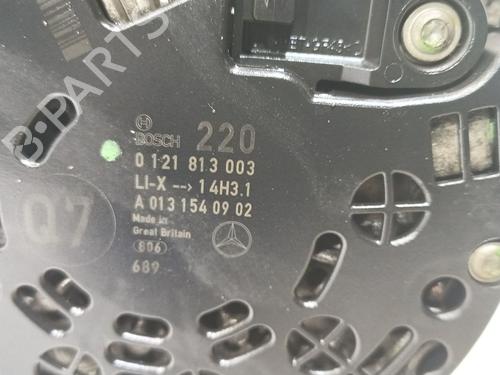 B-PARTS
BOSCH 220
0 121 813 003
LI-X --> 14H3.1
A 013 154 09 02
Made in
Great Britain
806
689
Q7